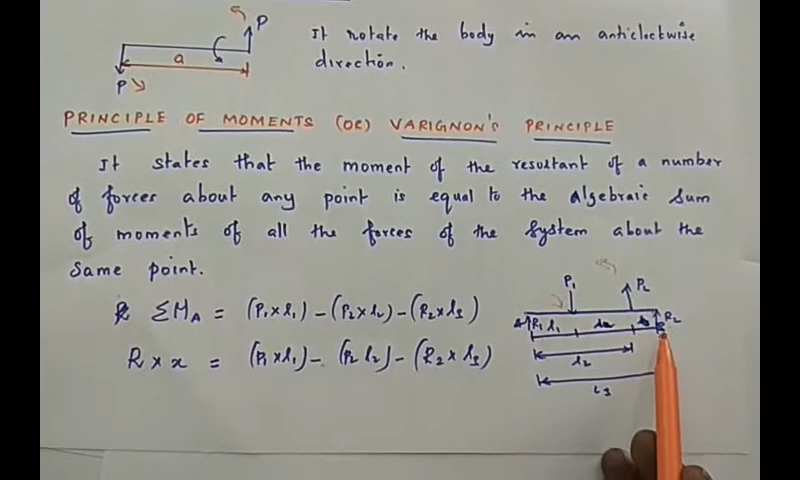 P
It rotate the body in an anticlockwise
a
direction.
P
PRINCIPLE OF MOMENTS (OR) VARIGNON'S PRINCIPLE
It states that the moment of the resultant of a number
of forces about any point is equal to the algebraic sum
of moments of all the forces of the system about the
same point.
P₁ P₂
ΣMA = (P₁×l₁) - (P₂×l₂) - (R₂×l₃)
A R₁ l₁ R₂
R × x = (P₁×l₁) - (P₂ l₂) - (R₂ × l₃)
l₂
L₃